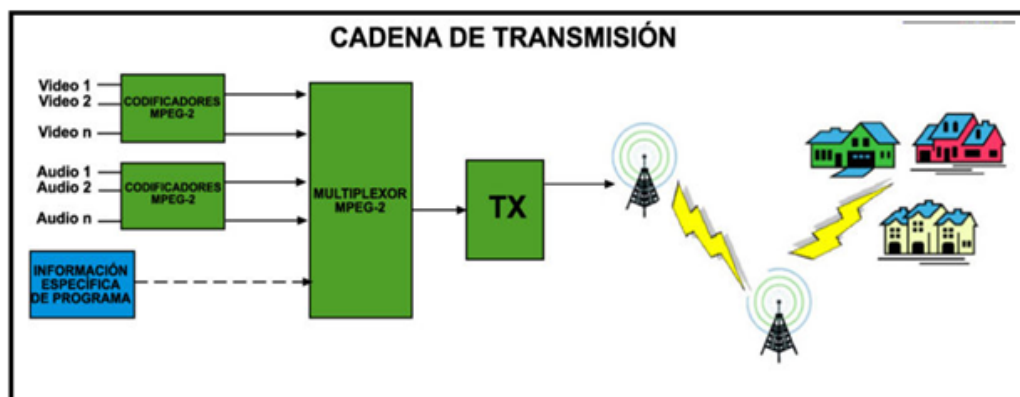 CADENA DE TRANSMISIÓN
Video 1
Video 2
Video n
CODIFICADORES
MPEG-2
Audio 1
Audio 2
Audio n
CODIFICADORES
MPEG-2
INFORMACIÓN
ESPECÍFICA
DE PROGRAMA
MULTIPLEXOR
MPEG-2
TX